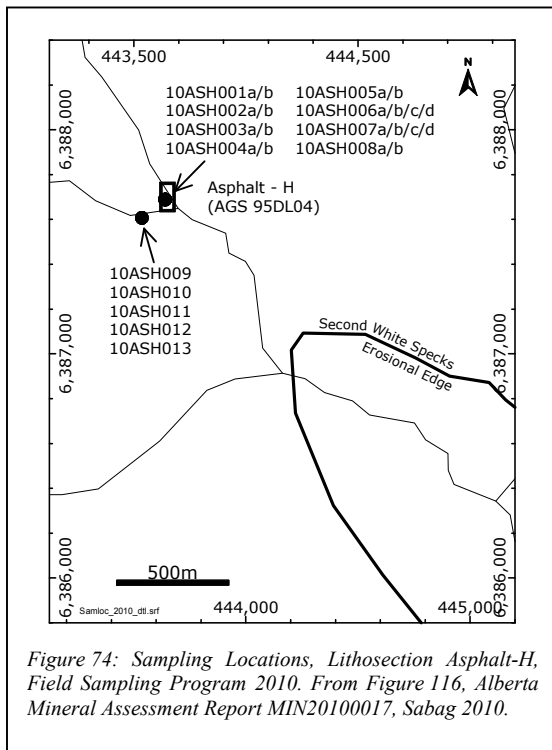 443,500 444,500
N
10ASH001a/b 10ASH005a/b
10ASH002a/b 10ASH006a/b/c/d
10ASH003a/b 10ASH007a/b/c/d
10ASH004a/b 10ASH008a/b
6,388,000 6,388,000
Asphalt - H
(AGS 95DL04)
10ASH009
10ASH010
10ASH011
10ASH012
10ASH013
Second White Specks
Erosional Edge
6,387,000 6,387,000
6,386,000 6,386,000
500m
Samloc_2010_dtl.srf
444,000 445,000
Figure 74: Sampling Locations, Lithosection Asphalt-H,
Field Sampling Program 2010. From Figure 116, Alberta
Mineral Assessment Report MIN20100017, Sabag 2010.